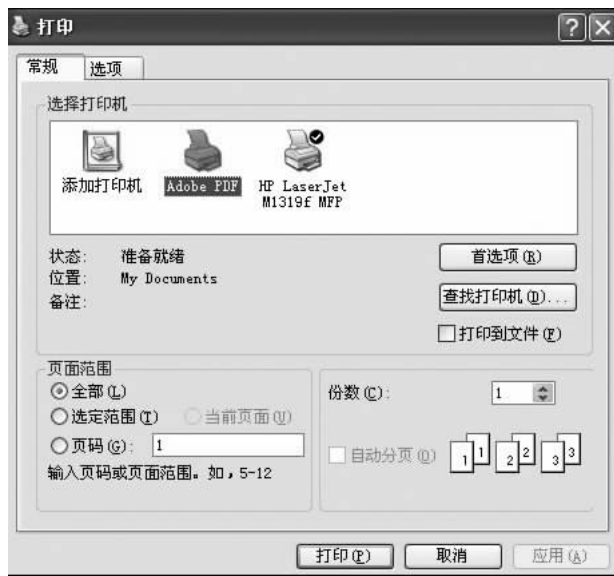 打印
常规 选项
选择打印机
添加打印机 Adobe PDF HP LaserJet
M1319f MFP
状态: 准备就绪 首选项(R)
位置: My Documents
备注: 查找打印机(D)...
打印到文件(F)
页面范围
全部(L) 份数(C): 1
选定范围(T) 当前页面(U)
页码(G): 1 自动分页(O) 1 1 2 2 3 3
输入页码或页面范围。如,5-12
打印(P) 取消 应用(A)